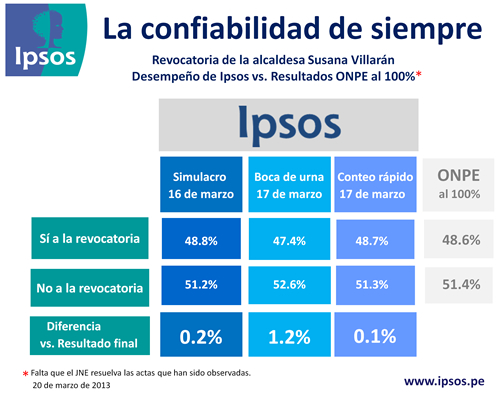 Ipsos
La confiabilidad de siempre
Revocatoria de la alcaldesa Susana Villarán
Desempeño de Ipsos vs. Resultados ONPE al 100%*
Ipsos
Simulacro
16 de marzo
Boca de urna
17 de marzo
Conteo rápido
17 de marzo
ONPE
al 100%
Sí a la revocatoria
48.8%
47.4%
48.7%
48.6%
No a la revocatoria
51.2%
52.6%
51.3%
51.4%
Diferencia
vs. Resultado final
0.2%
1.2%
0.1%
* Falta que el JNE resuelva las actas que han sido observadas.
20 de marzo de 2013
www.ipsos.pe